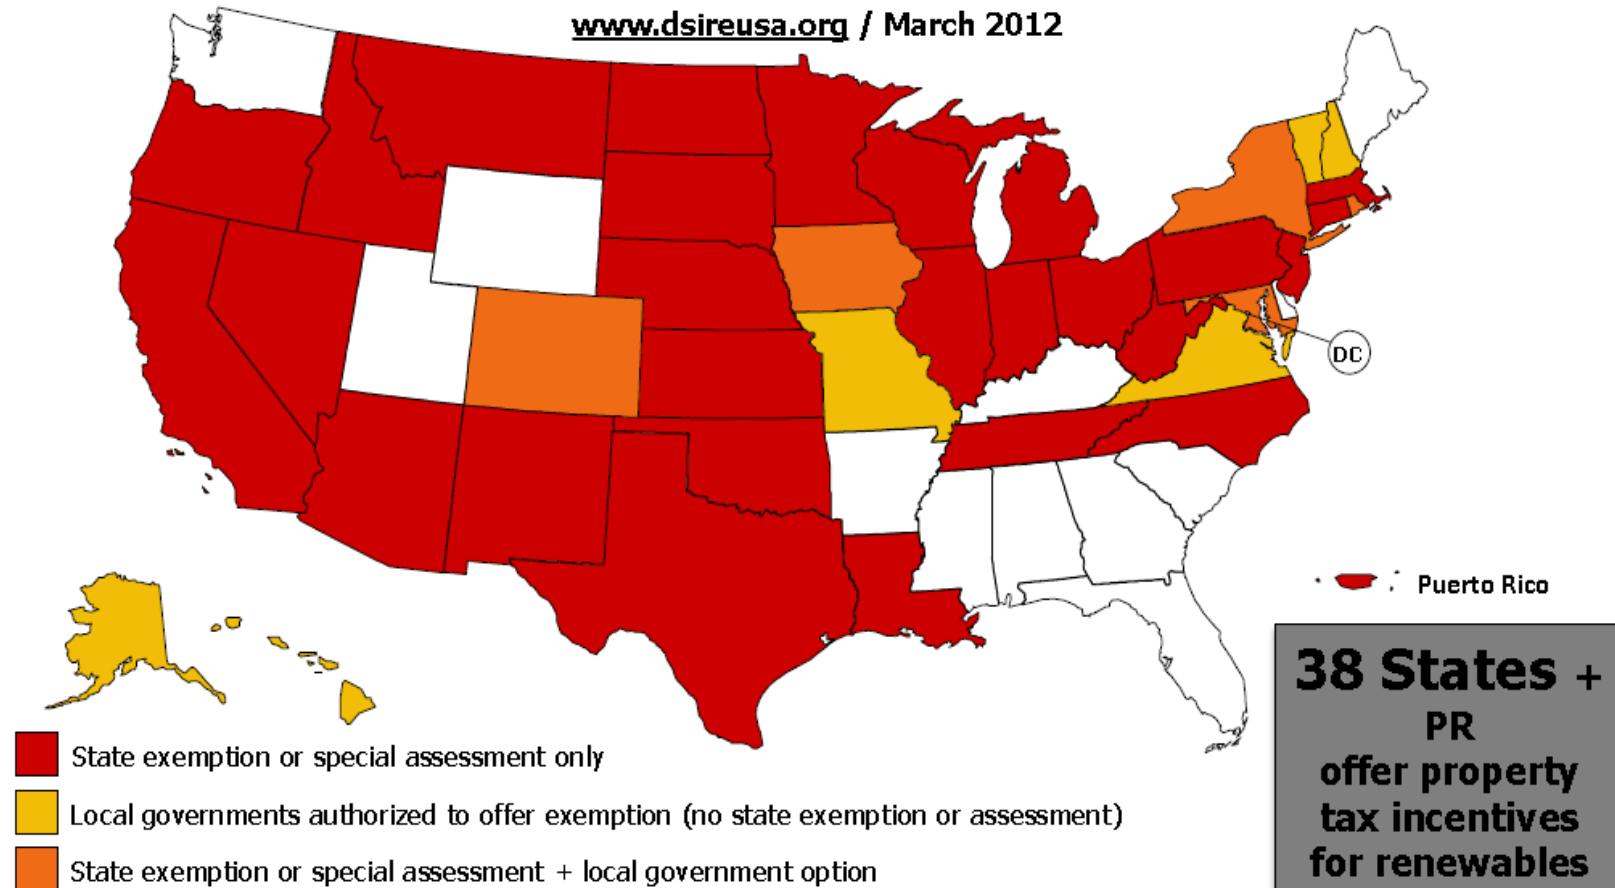 www.dsireusa.org / March 2012
DC
Puerto Rico
State exemption or special assessment only
Local governments authorized to offer exemption (no state exemption or assessment)
State exemption or special assessment + local government option
38 States +
PR
offer property
tax incentives
for renewables